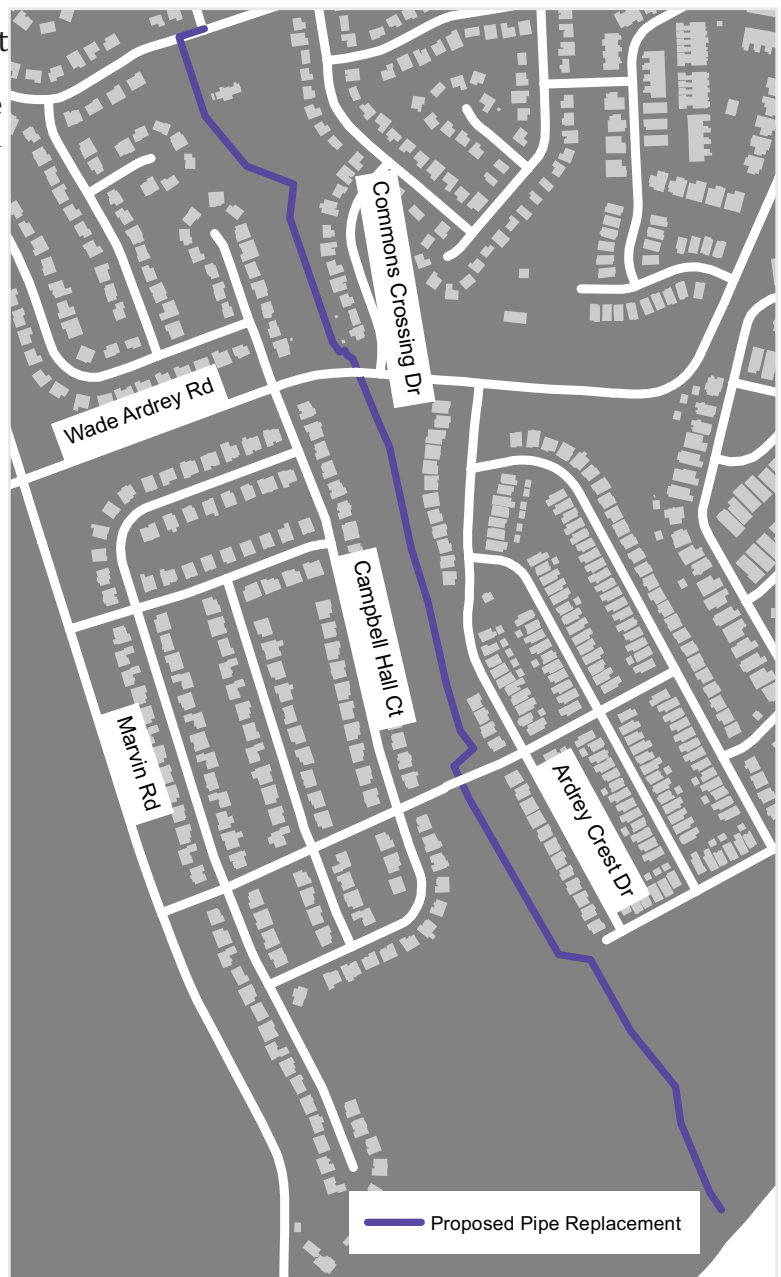 t
Commons Crossing Dr
Wade Ardrey Rd
Campbell Hall Ct
Marvin Rd
Ardrey Crest Dr
Proposed Pipe Replacement